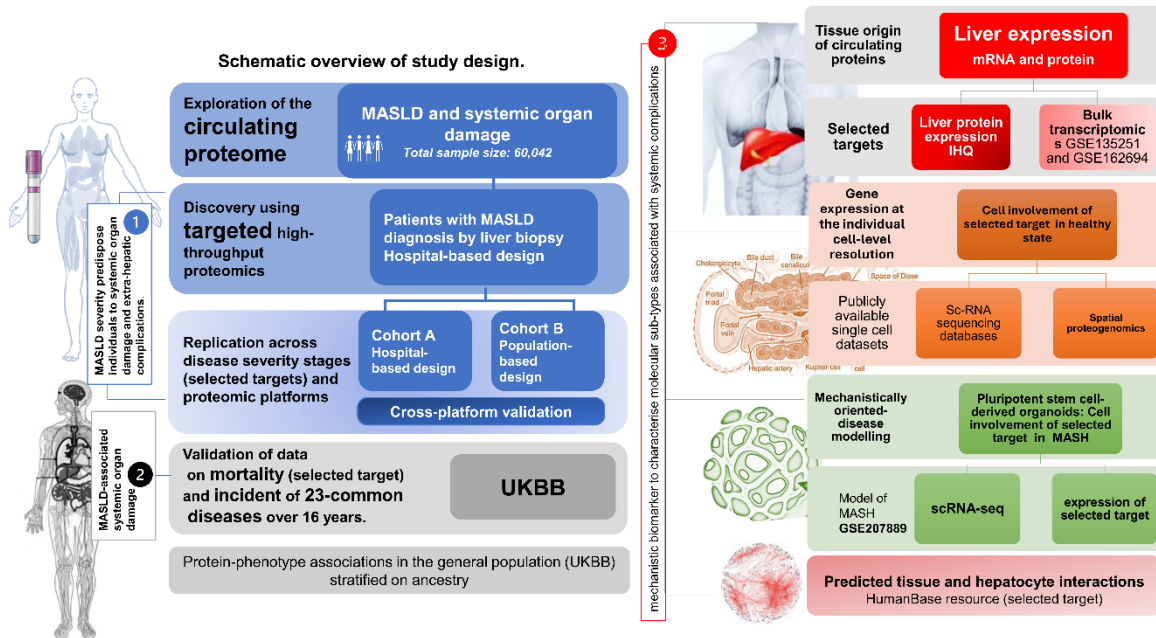 Schematic overview of study design.
Exploration of the
circulating
proteome
MASLD and systemic organ
damage
Total sample size: 60,042
Discovery using
targeted high-
throughput
proteomics
Patients with MASLD
diagnosis by liver biopsy
Hospital-based design
1
MASLD severity predispose
individuals to systemic organ
damage and extra-hepatic
complications.
Replication across
disease severity stages
(selected targets) and
proteomic platforms
Cohort A
Hospital-
based design
Cohort B
Population-
based
design
Cross-platform validation
2
MASLD-associated
systemic organ
damage
Validation of data
on mortality (selected target)
and incident of 23-common
diseases over 16 years.
UKBB
Protein-phenotype associations in the general population (UKBB)
stratified on ancestry
3
mechanistic biomarker to characterise molecular sub-types associated with systemic complications
Tissue origin
of circulating
proteins
Liver expression
mRNA and protein
Selected
targets
Liver protein
expression
IHQ
Bulk
transcriptomic
s GSE135251
and GSE162694
Gene
expression at
the individual
cell-level
resolution
Cell involvement of
selected target in healthy
state
Cholangiocyte
Bile duct
Bile
canaliculi
Space of Disse
Portal
triad
Portal
vein
Hepatic artery
Kupffer cell
cell
Publicly
available
single cell
datasets
Sc-RNA
sequencing
databases
Spatial
proteogenomics
Mechanistically
oriented-
disease
modelling
Pluripotent stem cell-
derived organoids: Cell
involvement of selected
target in MASH
Model of
MASH
GSE207889
scRNA-seq
expression of
selected target
Predicted tissue and hepatocyte interactions
HumanBase resource (selected target)